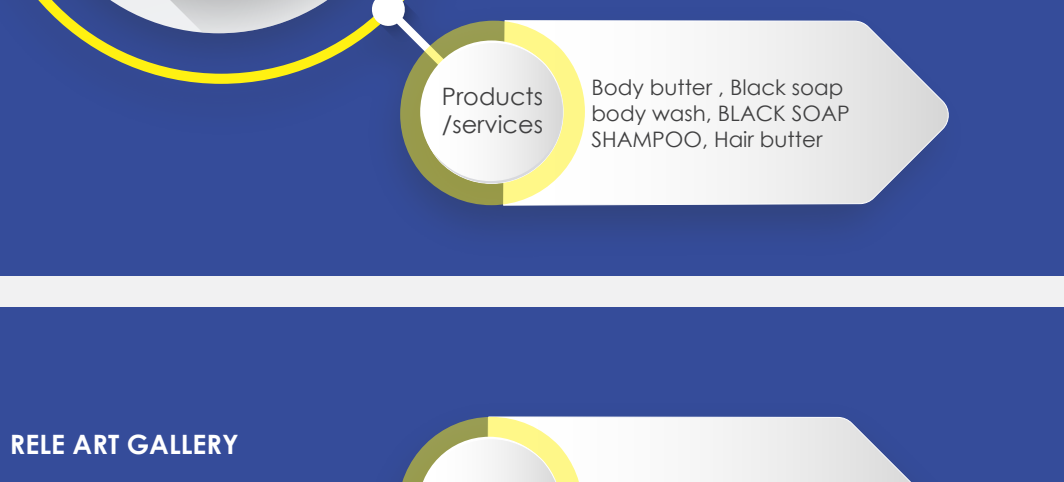 Products
/services
Body butter , Black soap
body wash, BLACK SOAP
SHAMPOO, Hair butter
RELE ART GALLERY